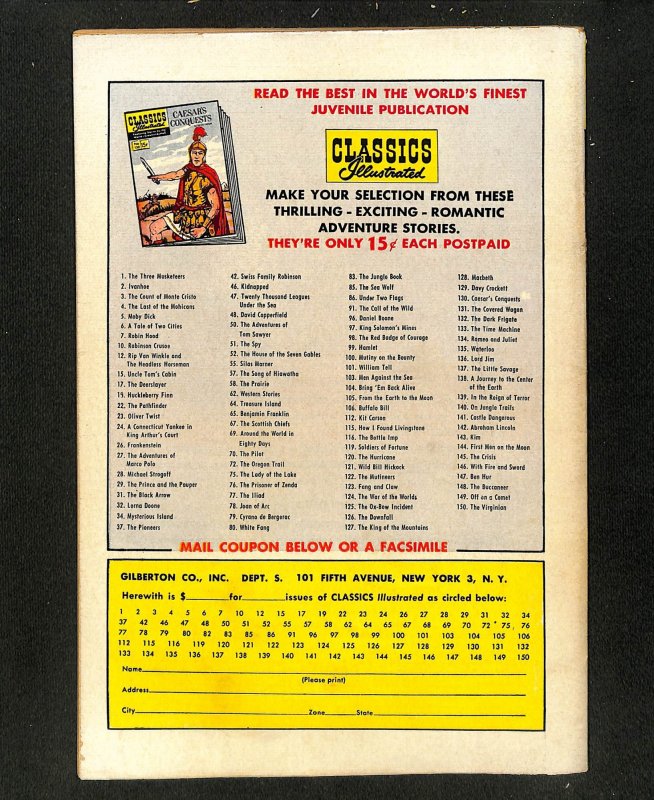 READ THE BEST IN THE WORLD'S FINEST
JUVENILE PUBLICATION
CLASSICS
Illustrated
CAESAR'S
CONQUESTS
15¢
CLASSICS
Illustrated
MAKE YOUR SELECTION FROM THESE
THRILLING - EXCITING - ROMANTIC
ADVENTURE STORIES.
THEY'RE ONLY 15¢ EACH POSTPAID
1. The Three Musketeers
2. Ivanhoe
3. The Count of Monte Cristo
4. The Last of the Mohicans
5. Moby Dick
6. A Tale of Two Cities
7. Robin Hood
10. Robinson Crusoe
12. Rip Van Winkle and
The Headless Horseman
15. Uncle Tom's Cabin
17. The Deerslayer
19. Huckleberry Finn
22. The Pathfinder
23. Oliver Twist
24. A Connecticut Yankee in
King Arthur's Court
26. Frankenstein
27. The Adventures of
Marco Polo
28. Michael Strogoff
29. The Prince and the Pauper
31. The Black Arrow
32. Lorna Doone
34. Mysterious Island
37. The Pioneers
42. Swiss Family Robinson
46. Kidnapped
47. Twenty Thousand Leagues
Under the Sea
48. David Copperfield
50. The Adventures of
Tom Sawyer
51. The Spy
52. The House of the Seven Gables
55. Silas Marner
57. The Song of Hiawatha
58. The Prairie
62. Western Stories
64. Treasure Island
65. Benjamin Franklin
67. The Scottish Chiefs
69. Around the World in
Eighty Days
70. The Pilot
72. The Oregon Trail
75. The Lady of the Lake
76. The Prisoner of Zenda
77. The Iliad
78. Joan of Arc
79. Cyrano de Bergerac
80. White Fang
83. The Jungle Book
85. The Sea Wolf
86. Under Two Flags
91. The Call of the Wild
96. Daniel Boone
97. King Solomon's Mines
98. The Red Badge of Courage
99. Hamlet
100. Mutiny on the Bounty
101. William Tell
103. Men Against the Sea
104. Bring 'Em Back Alive
105. From the Earth to the Moon
106. Buffalo Bill
112. Kit Carson
115. How I Found Livingstone
116. The Bottle Imp
119. Soldiers of Fortune
120. The Hurricane
121. Wild Bill Hickock
122. The Mutineers
123. Fang and Claw
124. The War of the Worlds
125. The Ox-Bow Incident
126. The Downfall
127. The King of the Mountains
128. Macbeth
129. Davy Crockett
130. Caesar's Conquests
131. The Covered Wagon
132. The Dark Frigate
133. The Time Machine
134. Romeo and Juliet
135. Waterloo
136. Lord Jim
137. The Little Savage
138. A Journey to the Center
of the Earth
139. In the Reign of Terror
140. On Jungle Trails
141. Castle Dangerous
142. Abraham Lincoln
143. Kim
144. First Men on the Moon
145. The Crisis
146. With Fire and Sword
147. Ben Hur
148. The Buccaneer
149. Off on a Comet
150. The Virginian
MAIL COUPON BELOW OR A FACSIMILE
GILBERTON CO., INC. DEPT. S. 101 FIFTH AVENUE, NEW YORK 3, N. Y.
Herewith is $______for______issues of CLASSICS Illustrated as circled below:
1 2 3 4 5 6 7 10 12 15 17 19 22 23 24 26 27 28 29 31 32 34
37 42 46 47 48 50 51 52 55 57 58 62 64 65 67 69 70 72 75 76
77 78 79 80 83 85 86 91 96 97 98 99 100 101 103 104 105 106
112 115 116 119 120 121 122 123 124 125 126 127 128 129 130 131 132
133 134 135 136 137 138 139 140 141 142 143 144 145 146 147 148 149 150
Name
(Please print)
Address
City Zone State